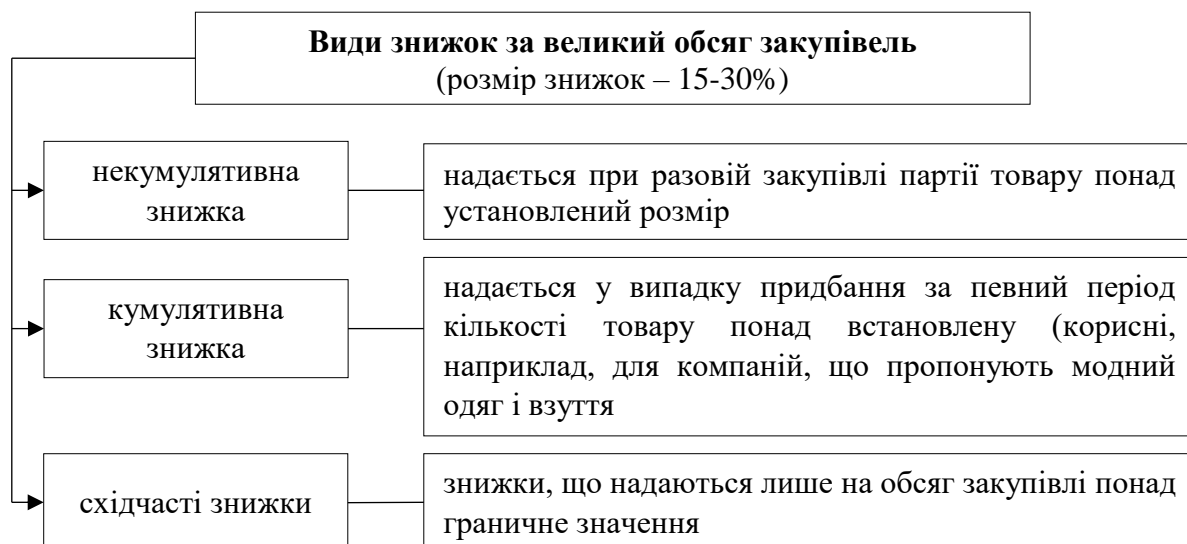 Види знижок за великий обсяг закупівель
(розмір знижок – 15-30%)
некумулятивна
знижка
надається при разовій закупівлі партії товару понад
установлений розмір
кумулятивна
знижка
надається у випадку придбання за певний період
кількості товару понад встановлену (корисні,
наприклад, для компаній, що пропонують модний
одяг і взуття
східчасті знижки
знижки, що надаються лише на обсяг закупівлі понад
граничне значення